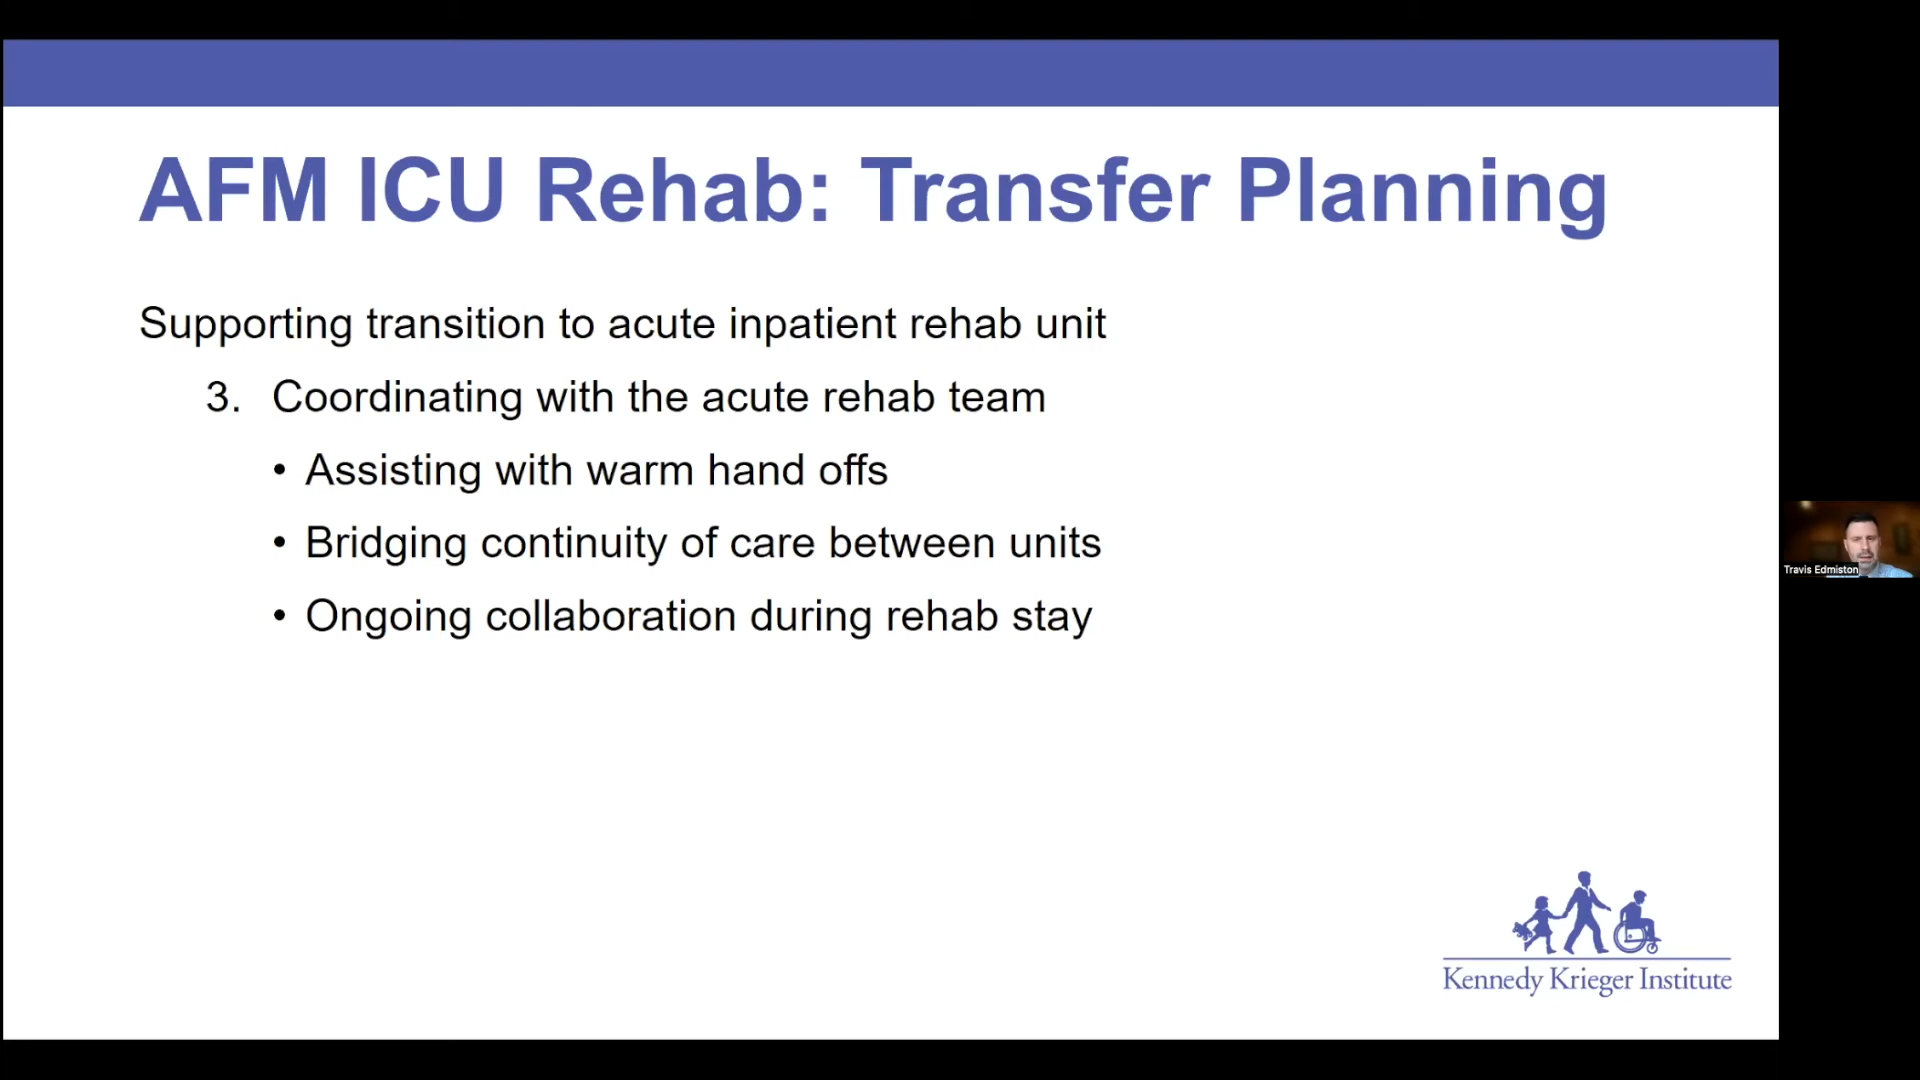 AFM ICU Rehab: Transfer Planning
Supporting transition to acute inpatient rehab unit
3. Coordinating with the acute rehab team
• Assisting with warm hand offs
• Bridging continuity of care between units
• Ongoing collaboration during rehab stay
Travis Edmiston
Kennedy Krieger Institute